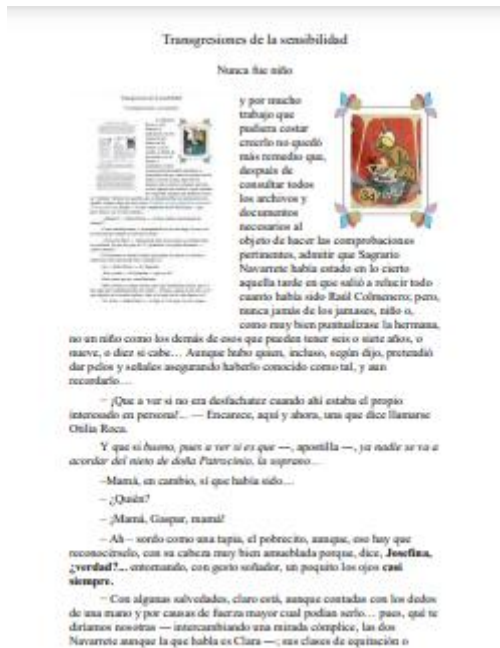 Transgresiones de la sensibilidad
Nunca fue niño
y por mucho
trabajo que
pudiera costar
creerlo no quedó
más remedio que,
después de
consultar todos
los archivos y
documentos
necesarios al
objeto de hacer las comprobaciones
pertinentes, admitir que Sagrario
Navarrete había estado en lo cierto
aquella tarde en que salió a relucir todo
cuanto había sido Raúl Colmenero; pero,
nunca jamás de los jamases, niño o,
como muy bien puntualizase la hermana,
no un niño como los demás de esos que pueden tener seis o siete años, o
nueve, o diez si cabe… Aunque hubo quien, incluso, según dijo, pretendió
dar pelos y señales asegurando haberlo conocido como tal, y aun
recordarlo…
– ¡Que a ver si no era desfachatez cuando ahí estaba el propio
interesado en persona!... — Encarece, aquí y ahora, una que dice llamarse
Otilia Roca.
Y que si bueno, pues a ver si es que —, apostilla —, ya nadie se va a
acordar del nieto de doña Patrocinio, la soprano…
–Mamá, en cambio, sí que había sido…
– ¿Quién?
– ¡Mamá, Gaspar, mamá!
– Ah – sordo como una tapia, el pobrecito, aunque, eso hay que
reconocérselo, con su cabeza muy bien amueblada porque, dice, Josefina,
¿verdad?... entornando, con gesto soñador, un poquito los ojos casi
siempre.
– Con algunas salvedades, claro está, aunque contadas con los dedos
de una mano y por causas de fuerza mayor cual podían serlo… pues, qué te
diríamos nosotras — intercambiando una mirada cómplice, las dos
Navarrete aunque la que habla es Clara —; sus clases de equitación o